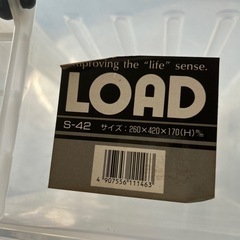 improving the "life" sense.
LOAD
S-42 サイズ:260×420×170(H)㎜
4 907556 111463